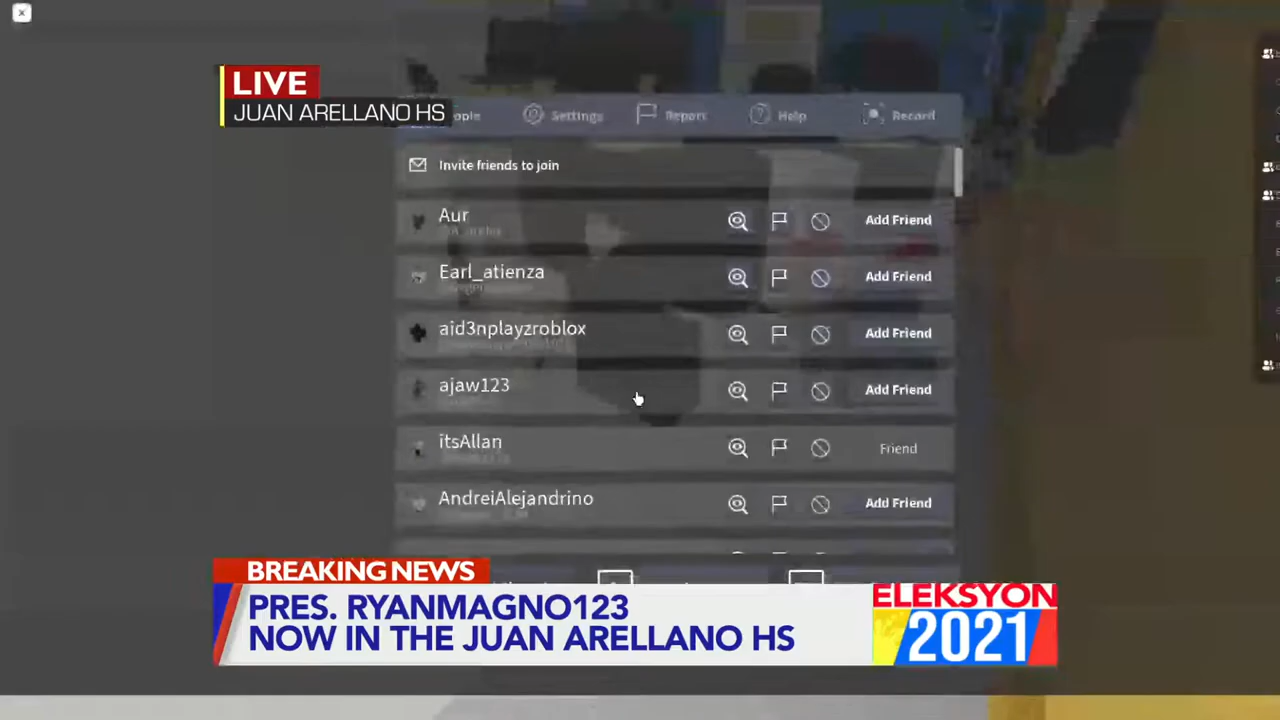 LIVE
JUAN ARELLANO HS
Settings
Report
Help
Record
Invite friends to join
Aur
Add Friend
Earl_atienza
Add Friend
aid3nplayzroblox
Add Friend
ajaw123
Add Friend
itsAllan
Friend
AndreiAlejandrino
Add Friend
BREAKING NEWS
PRES. RYANMAGNO123
NOW IN THE JUAN ARELLANO HS
ELEKSYON
2021